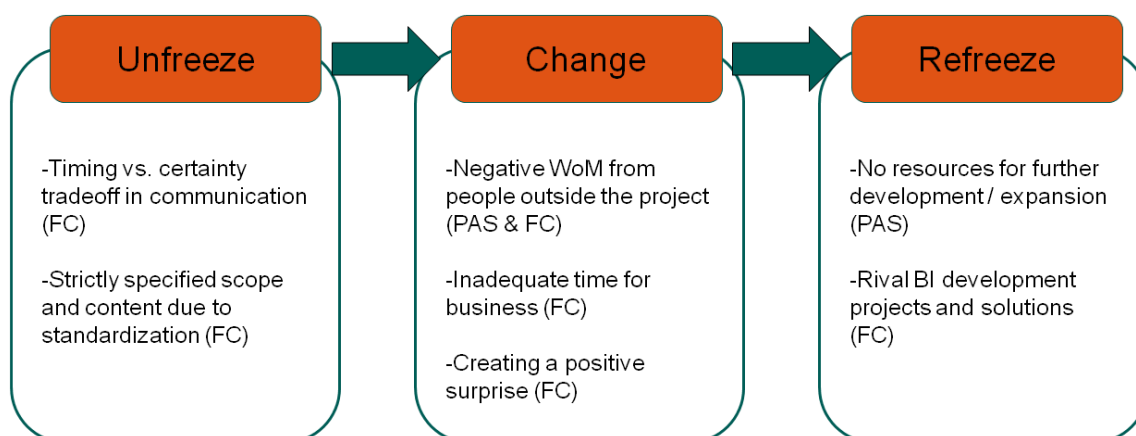 Unfreeze
Change
Refreeze
-Timing vs. certainty
tradeoff in communication
(FC)
-Strictly specified scope
and content due to
standardization (FC)
-Negative WoM from
people outside the project
(PAS & FC)
-Inadequate time for
business (FC)
-Creating a positive
surprise (FC)
-No resources for further
development / expansion
(PAS)
-Rival BI development
projects and solutions
(FC)